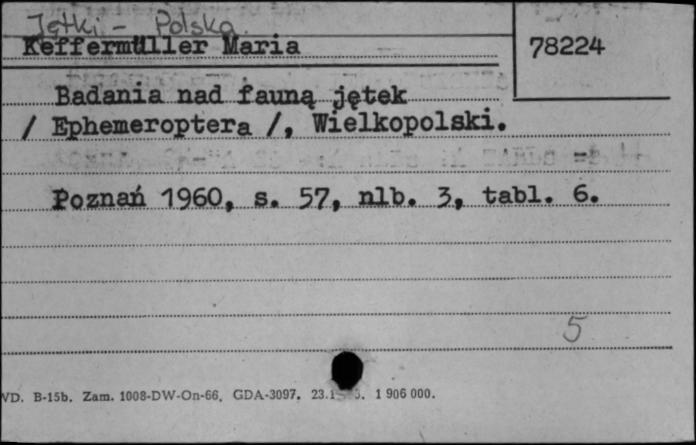 Jętki - Polska
Keffermüller Maria
78224
Badania nad fauną jętek
/ Ephemeroptera /, Wielkopolski.
Poznań 1960, s. 57, nlb. 3, tabl. 6.
5
VD. B-15b. Zam. 1008-DW-On-66. GDA-3097. 1 906 000.